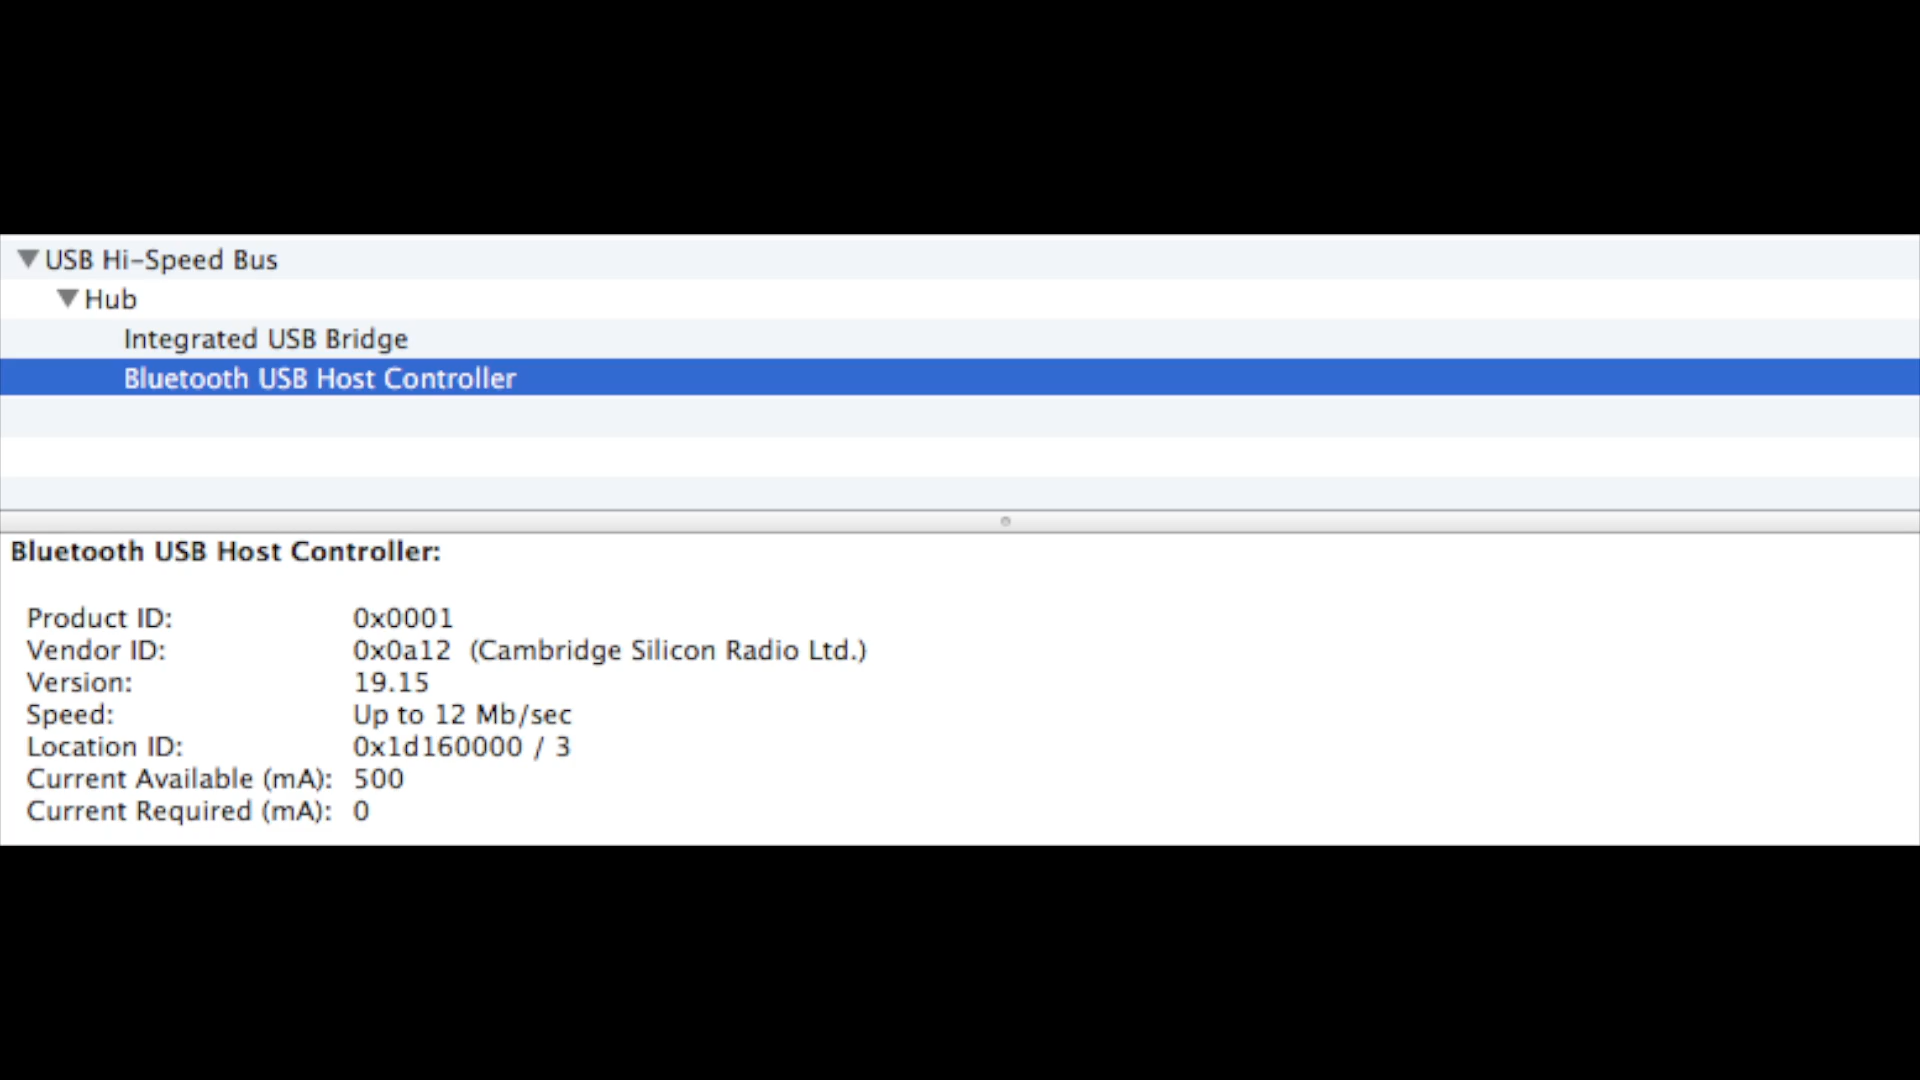 USB Hi-Speed Bus
Hub
Integrated USB Bridge
Bluetooth USB Host Controller
Bluetooth USB Host Controller:
Product ID: 0x0001
Vendor ID: 0x0a12 (Cambridge Silicon Radio Ltd.)
Version: 19.15
Speed: Up to 12 Mb/sec
Location ID: 0x1d160000 / 3
Current Available (mA): 500
Current Required (mA): 0